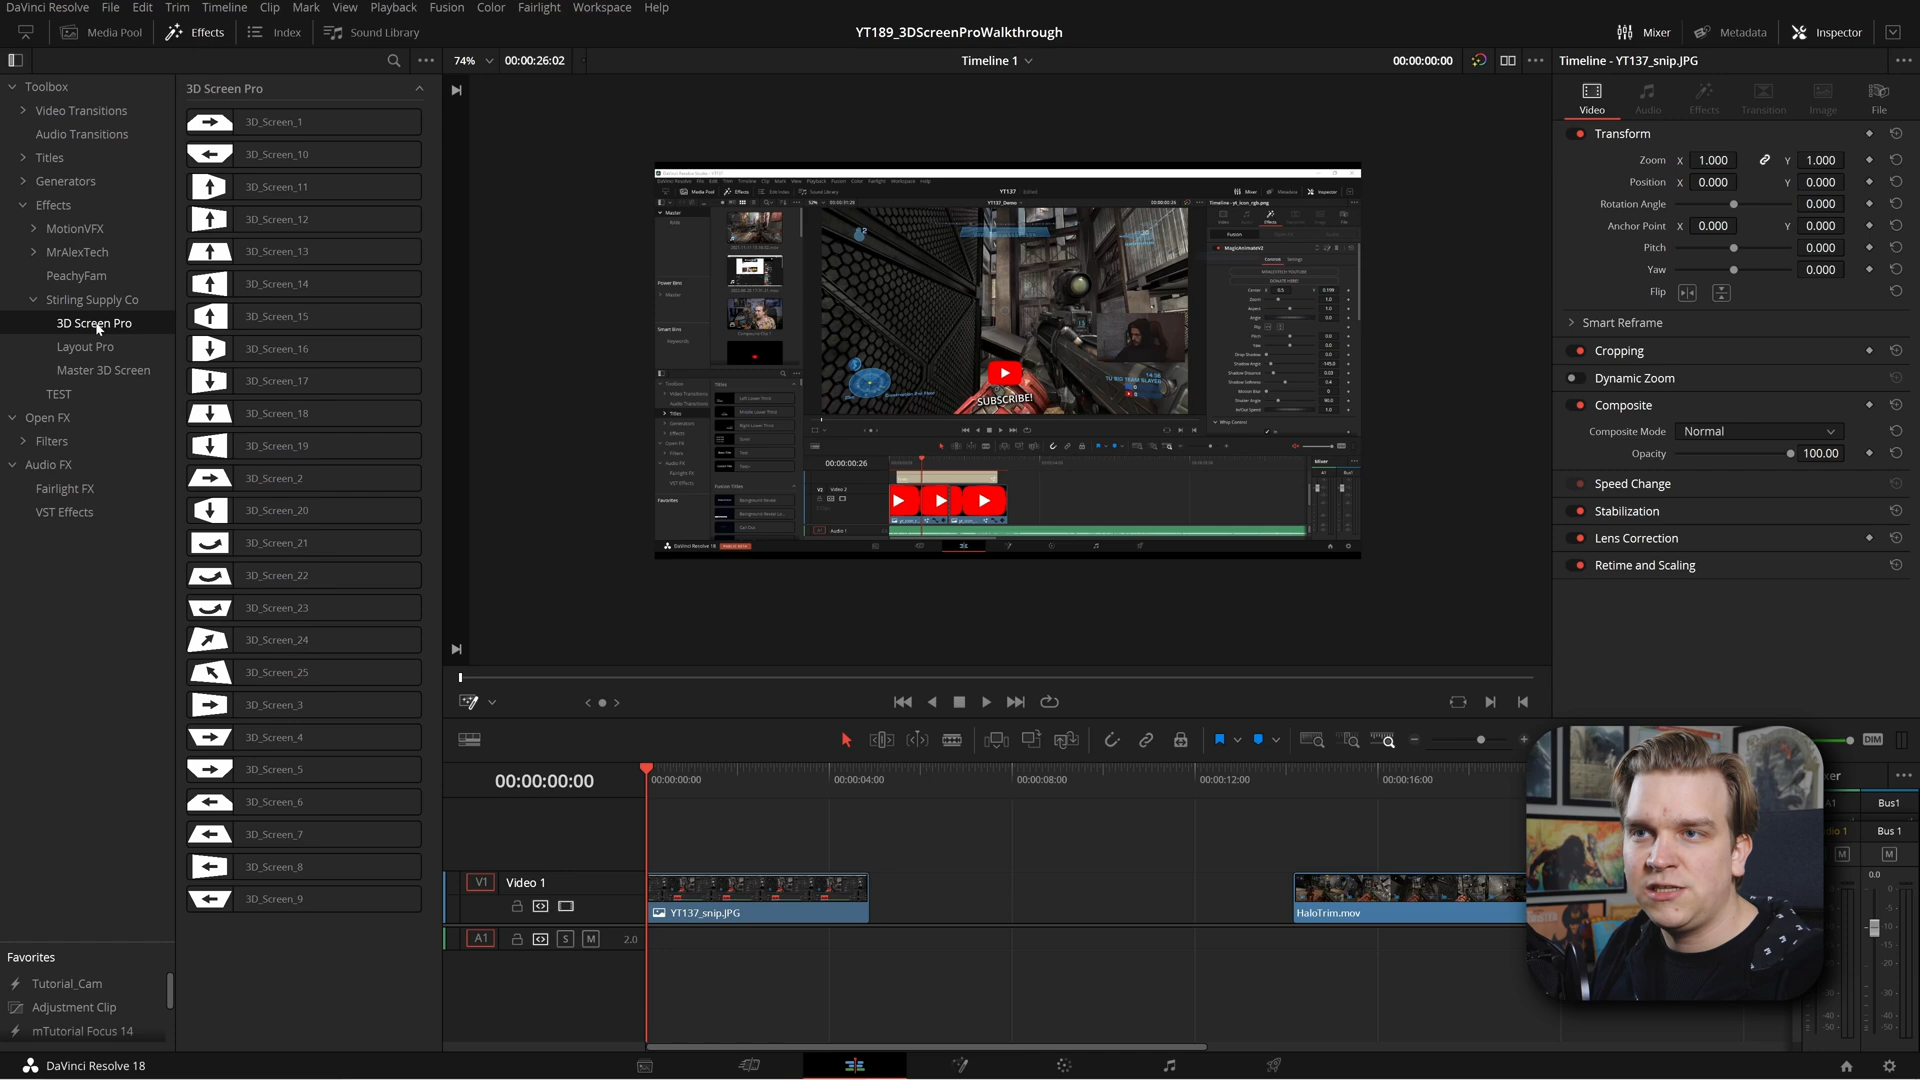 DaVinci Resolve File Edit Trim Timeline Clip Mark View Playback Fusion Color Fairlight Workspace Help
Media Pool Effects Index Sound Library
YT189_3DScreenProWalkthrough
Mixer Metadata Inspector
74% 00:00:26:02
Timeline 1
00:00:00:00
Timeline - YT137_snip.JPG
Toolbox
Video Transitions
Audio Transitions
Titles
Generators
Effects
MotionVFX
MrAlexTech
PeachyFam
Stirling Supply Co
3D Screen Pro
Layout Pro
Master 3D Screen
TEST
Open FX
Filters
Audio FX
Fairlight FX
VST Effects
Favorites
Tutorial_Cam
Adjustment Clip
mTutorial Focus 14
3D Screen Pro
3D_Screen_1
3D_Screen_10
3D_Screen_11
3D_Screen_12
3D_Screen_13
3D_Screen_14
3D_Screen_15
3D_Screen_16
3D_Screen_17
3D_Screen_18
3D_Screen_19
3D_Screen_2
3D_Screen_20
3D_Screen_21
3D_Screen_22
3D_Screen_23
3D_Screen_24
3D_Screen_25
3D_Screen_3
3D_Screen_4
3D_Screen_5
3D_Screen_6
3D_Screen_7
3D_Screen_8
3D_Screen_9
SUBSCRIBE!
00:00:00:26
DaVinci Resolve 18
Video Audio Effects Transition Image File
Transform
Zoom X 1.000 Y 1.000
Position X 0.000 Y 0.000
Rotation Angle 0.000
Anchor Point X 0.000 Y 0.000
Pitch 0.000
Yaw 0.000
Flip
Smart Reframe
Cropping
Dynamic Zoom
Composite
Composite Mode Normal
Opacity 100.00
Speed Change
Stabilization
Lens Correction
Retime and Scaling
DIM
00:00:00:00
00:00:00:00 00:00:04:00 00:00:08:00 00:00:12:00 00:00:16:00
V1 Video 1
YT137_snip.JPG
HaloTrim.mov
A1 S M 2.0
Bus1
Bus 1
M M
0.0
DaVinci Resolve 18